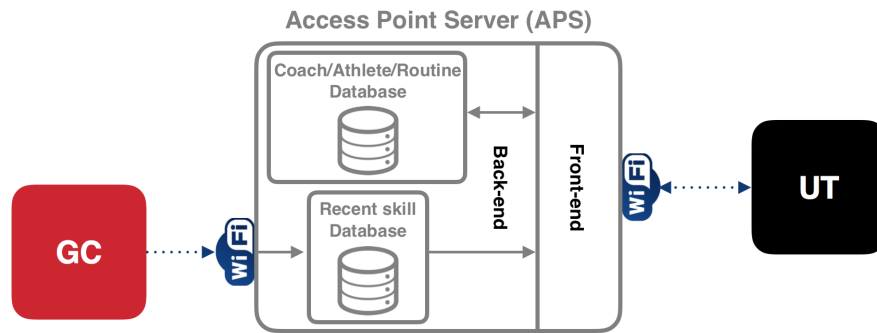 Access Point Server (APS)
Coach/Athlete/Routine
Database
Back-end
Front-end
Recent skill
Database
GC
Wi Fi
Wi Fi
UT